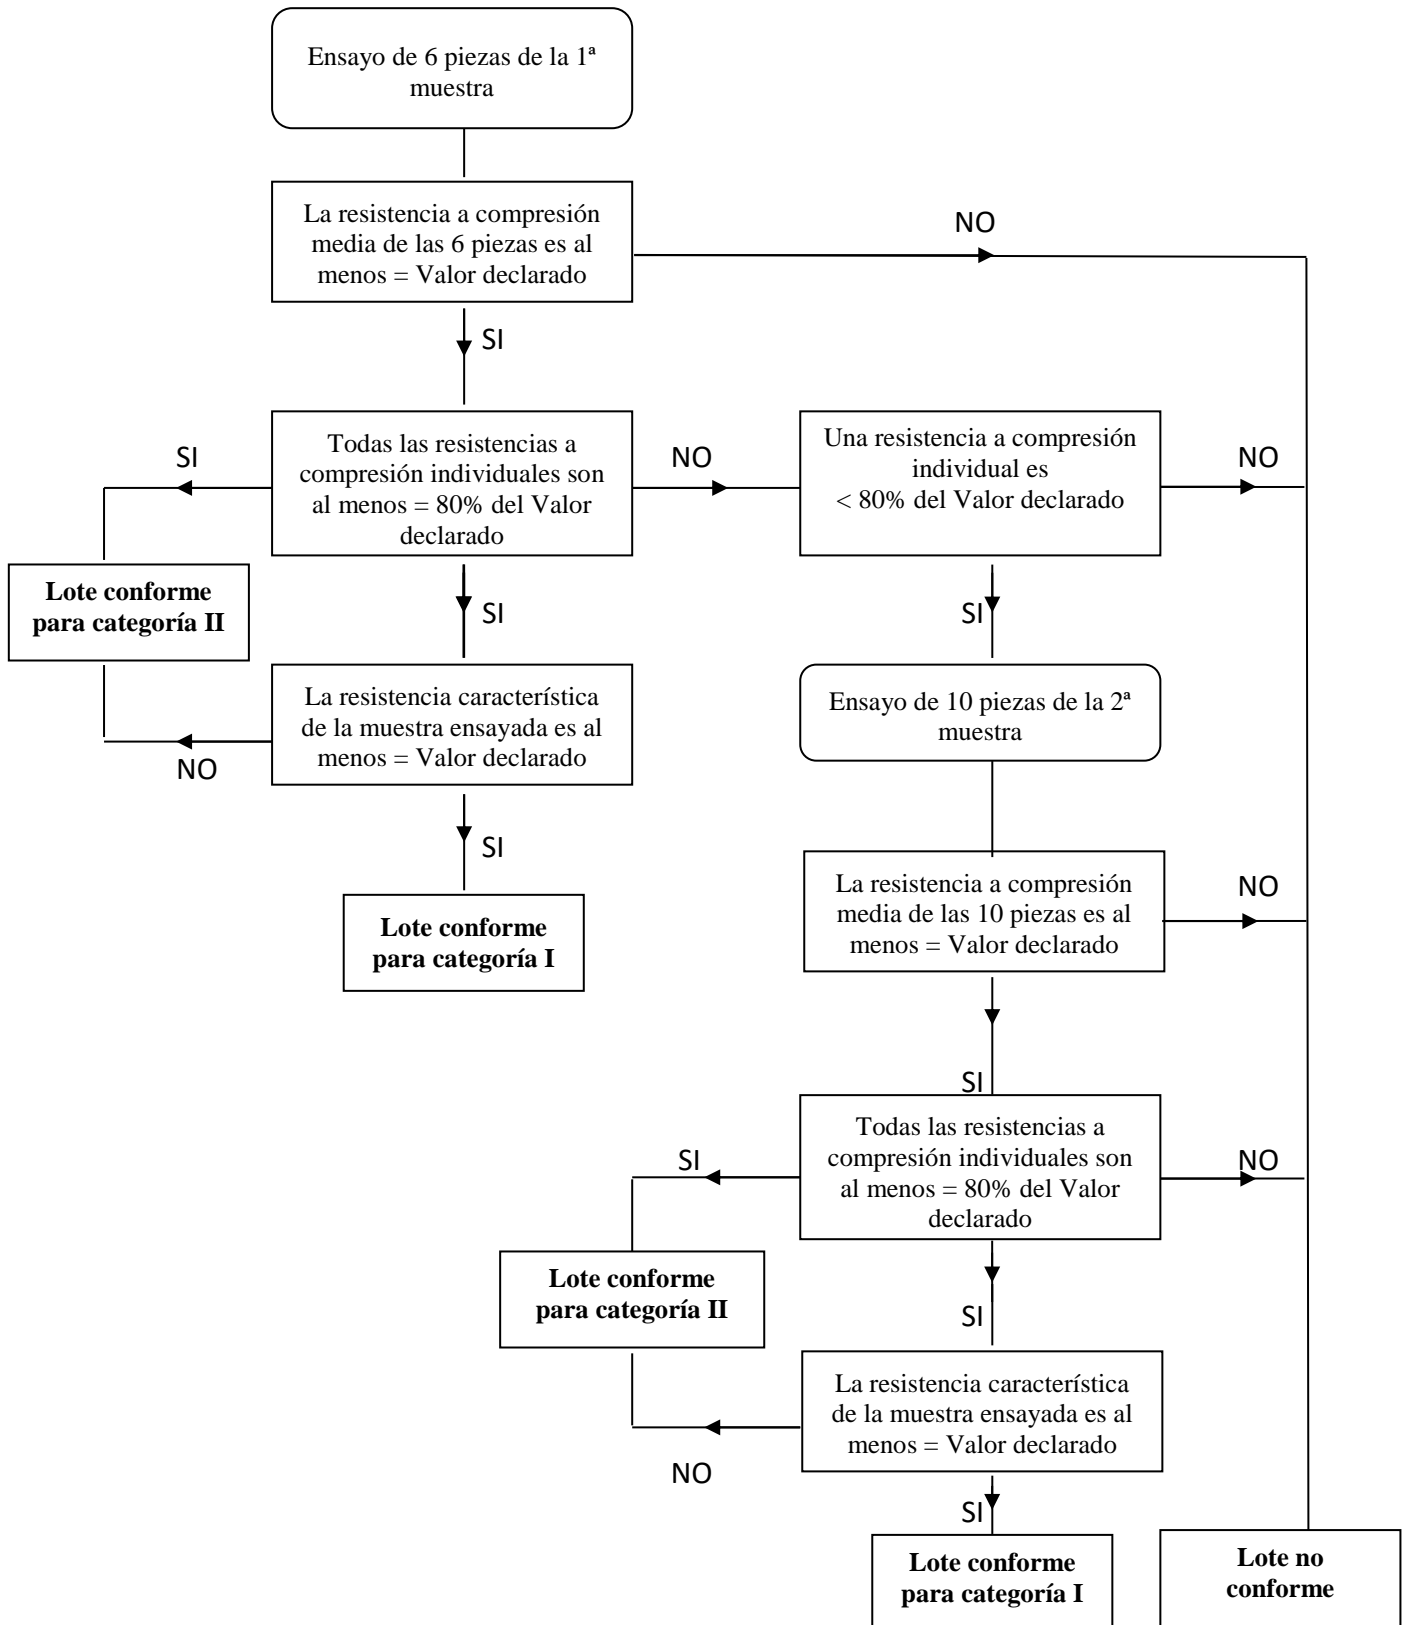 Ensayo de 6 piezas de la 1ª
muestra
La resistencia a compresión
media de las 6 piezas es al
menos = Valor declarado
NO
SI
Todas las resistencias a
compresión individuales son
al menos = 80% del Valor
declarado
SI
NO
Una resistencia a compresión
individual es
< 80% del Valor declarado
NO
Lote conforme
para categoría II
SI
SI
La resistencia característica
de la muestra ensayada es al
menos = Valor declarado
NO
Ensayo de 10 piezas de la 2ª
muestra
SI
Lote conforme
para categoría I
La resistencia a compresión
media de las 10 piezas es al
menos = Valor declarado
NO
SI
Todas las resistencias a
compresión individuales son
al menos = 80% del Valor
declarado
SI
NO
Lote conforme
para categoría II
SI
La resistencia característica
de la muestra ensayada es al
menos = Valor declarado
NO
SI
Lote conforme
para categoría I
Lote no
conforme